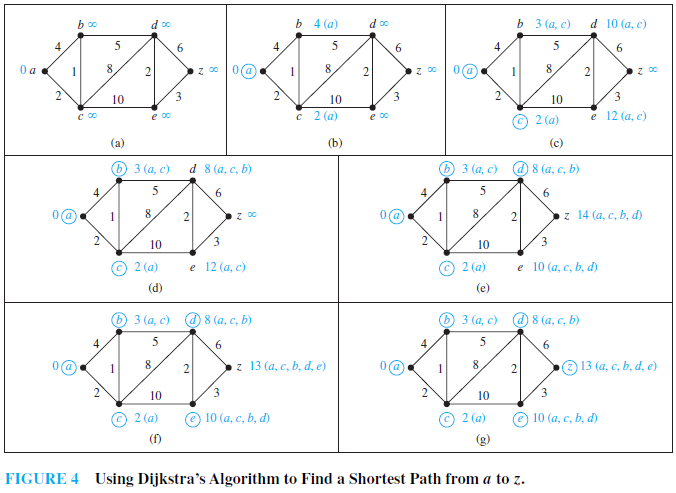 b ∞ d ∞
4 5 6
0 a 1 8 2 z ∞
2 10 3
c ∞ e ∞
(a)
b 4 (a) d ∞
4 5 6
0 a 1 8 2 z ∞
2 10 3
c 2 (a) e ∞
(b)
b 3 (a, c) d 10 (a, c)
4 5 6
0 a 1 8 2 z ∞
2 10 3
c 2 (a) e 12 (a, c)
(c)
b 3 (a, c) d 8 (a, c, b)
4 5 6
0 a 1 8 2 z ∞
2 10 3
c 2 (a) e 12 (a, c)
(d)
b 3 (a, c) d 8 (a, c, b)
4 5 6
0 a 1 8 2 z 14 (a, c, b, d)
2 10 3
c 2 (a) e 10 (a, c, b, d)
(e)
b 3 (a, c) d 8 (a, c, b)
4 5 6
0 a 1 8 2 z 13 (a, c, b, d, e)
2 10 3
c 2 (a) e 10 (a, c, b, d)
(f)
b 3 (a, c) d 8 (a, c, b)
4 5 6
0 a 1 8 2 z 13 (a, c, b, d, e)
2 10 3
c 2 (a) e 10 (a, c, b, d)
(g)
FIGURE 4 Using Dijkstra's Algorithm to Find a Shortest Path from a to z.